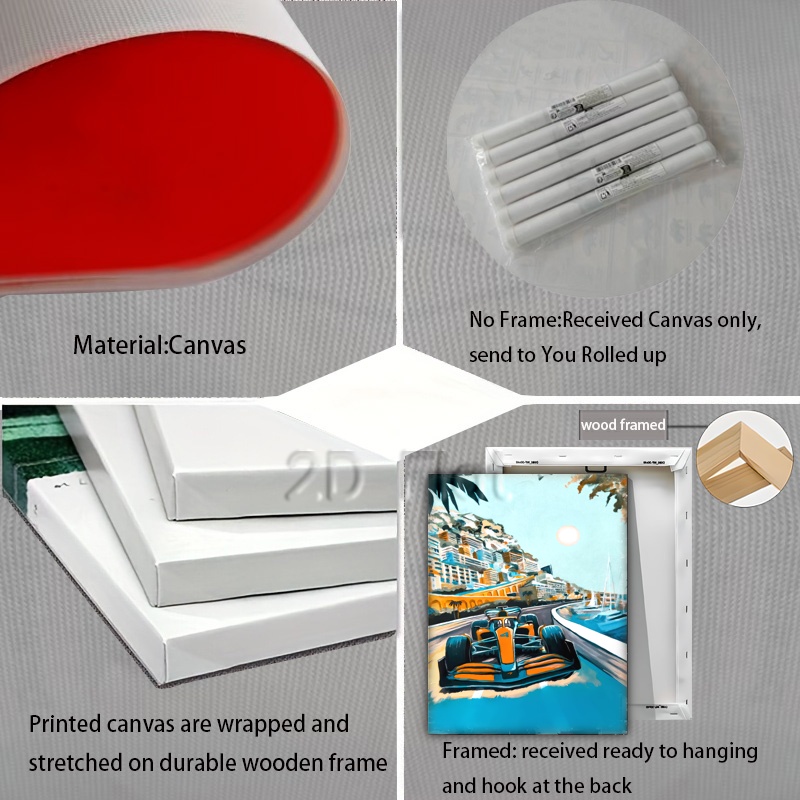 Material:Canvas
No Frame:Received Canvas only,
send to You Rolled up
wood framed
2D
Printed canvas are wrapped and
stretched on durable wooden frame
Framed: received ready to hanging
and hook at the back